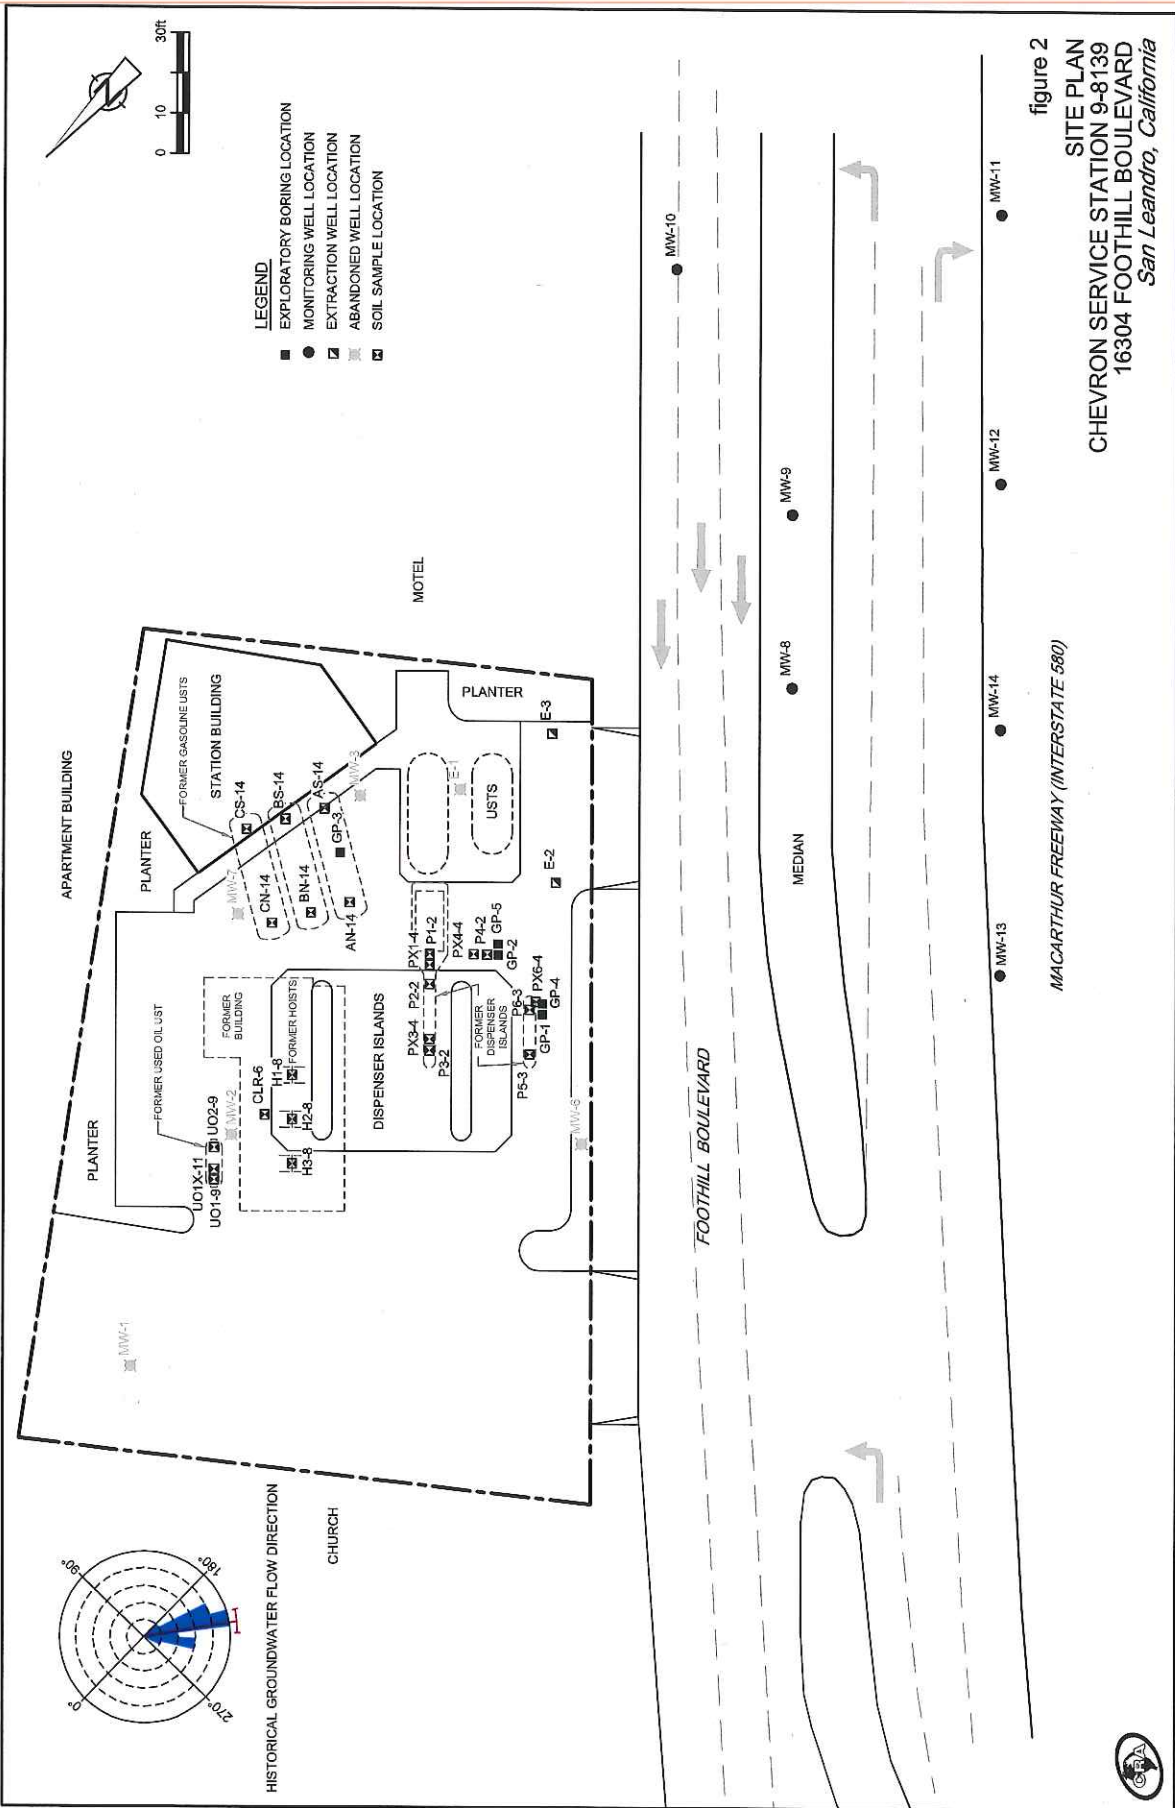 figure 2
SITE PLAN
CHEVRON SERVICE STATION 9-8139
16304 FOOTHILL BOULEVARD
San Leandro, California
0 10 30ft
N
LEGEND
EXPLORATORY BORING LOCATION
MONITORING WELL LOCATION
EXTRACTION WELL LOCATION
ABANDONED WELL LOCATION
SOIL SAMPLE LOCATION
APARTMENT BUILDING
PLANTER
PLANTER
STATION BUILDING
FORMER GASOLINE USTS
MOTEL
PLANTER
CS-14
BS-14
AS-14
MW-3
GP-3
MW-7
CN-14
BN-14
AN-14
E-1
USTS
E-3
E-2
FORMER USED OIL UST
FORMER BUILDING
FORMER HOISTS
UO1X-11
UO1-9
UO2-9
MW-2
CLR-6
H1-8
H2-8
H3-8
DISPENSER ISLANDS
PX1-4
P1-2
PX4-4
P4-2
GP-5
GP-2
P2-2
PX3-4
P3-2
FORMER DISPENSER ISLANDS
P6-3
PX6-4
GP-4
GP-1
P5-3
MW-6
MW-1
CHURCH
HISTORICAL GROUNDWATER FLOW DIRECTION
0°
90°
180°
270°
FOOTHILL BOULEVARD
MEDIAN
MW-8
MW-9
MW-10
MW-11
MW-12
MW-14
MW-13
MACARTHUR FREEWAY (INTERSTATE 580)
CRA